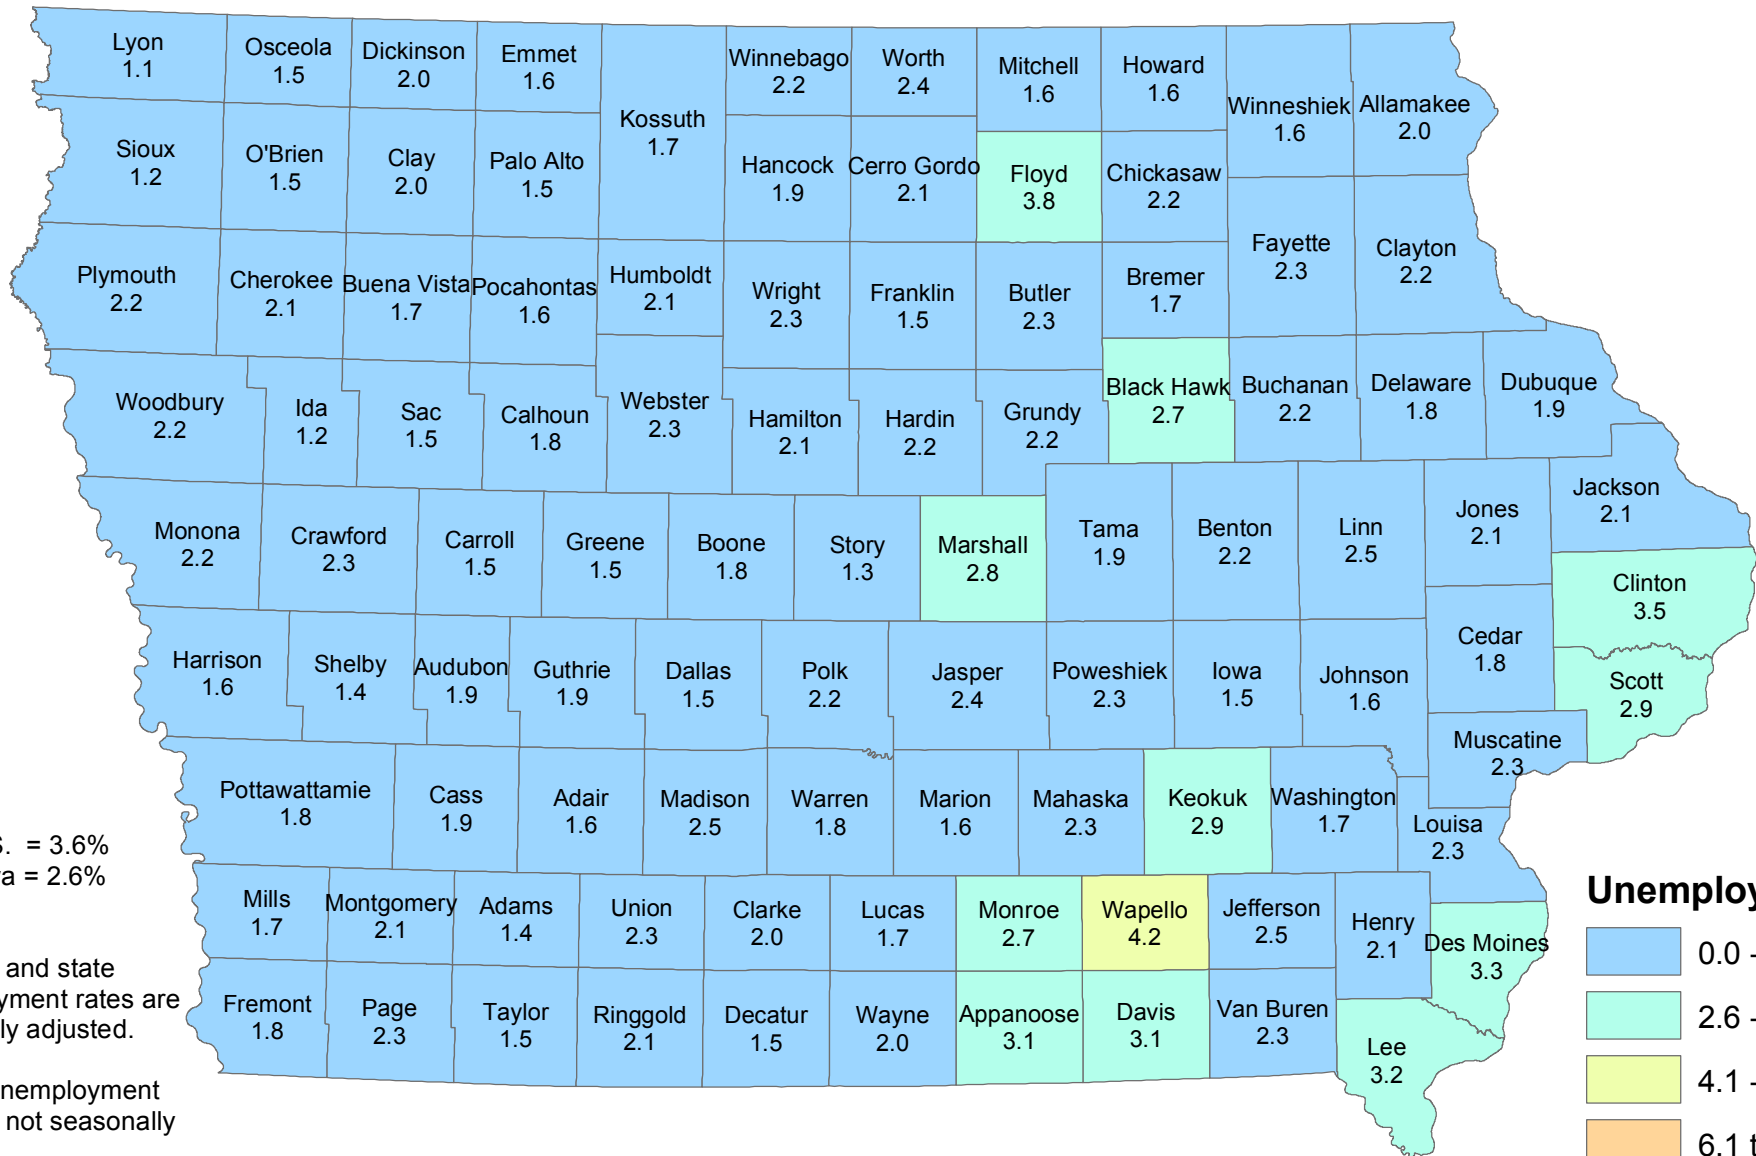 Lyon
1.1
Osceola
1.5
Dickinson
2.0
Emmet
1.6
Kossuth
1.7
Winnebago
2.2
Worth
2.4
Mitchell
1.6
Howard
1.6
Winneshiek
1.6
Allamakee
2.0
Sioux
1.2
O'Brien
1.5
Clay
2.0
Palo Alto
1.5
Hancock
1.9
Cerro Gordo
2.1
Floyd
3.8
Chickasaw
2.2
Fayette
2.3
Clayton
2.2
Plymouth
2.2
Cherokee
2.1
Buena Vista
1.7
Pocahontas
1.6
Humboldt
2.1
Wright
2.3
Franklin
1.5
Butler
2.3
Bremer
1.7
Woodbury
2.2
Ida
1.2
Sac
1.5
Calhoun
1.8
Webster
2.3
Hamilton
2.1
Hardin
2.2
Grundy
2.2
Black Hawk
2.7
Buchanan
2.2
Delaware
1.8
Dubuque
1.9
Monona
2.2
Crawford
2.3
Carroll
1.5
Greene
1.5
Boone
1.8
Story
1.3
Marshall
2.8
Tama
1.9
Benton
2.2
Linn
2.5
Jones
2.1
Jackson
2.1
Clinton
3.5
Harrison
1.6
Shelby
1.4
Audubon
1.9
Guthrie
1.9
Dallas
1.5
Polk
2.2
Jasper
2.4
Poweshiek
2.3
Iowa
1.5
Johnson
1.6
Cedar
1.8
Scott
2.9
Muscatine
2.3
Pottawattamie
1.8
Cass
1.9
Adair
1.6
Madison
2.5
Warren
1.8
Marion
1.6
Mahaska
2.3
Keokuk
2.9
Washington
1.7
Louisa
2.3
Mills
1.7
Montgomery
2.1
Adams
1.4
Union
2.3
Clarke
2.0
Lucas
1.7
Monroe
2.7
Wapello
4.2
Jefferson
2.5
Henry
2.1
Des Moines
3.3
Fremont
1.8
Page
2.3
Taylor
1.5
Ringgold
2.1
Decatur
1.5
Wayne
2.0
Appanoose
3.1
Davis
3.1
Van Buren
2.3
Lee
3.2
S. = 3.6%
a = 2.6%
and state
oyment rates are
ly adjusted.
nemployment
not seasonally
Unemploy
0.0 -
2.6 -
4.1 -
6.1 t